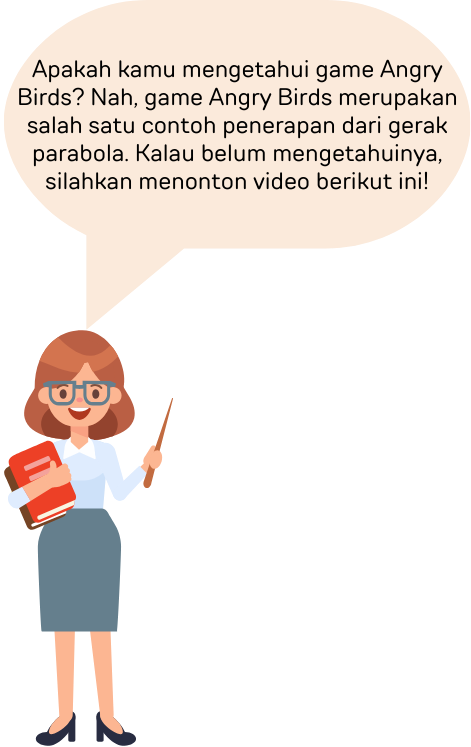 Apakah kamu mengetahui game Angry
Birds? Nah, game Angry Birds merupakan
salah satu contoh penerapan dari gerak
parabola. Kalau belum mengetahuinya,
silahkan menonton video berikut ini!